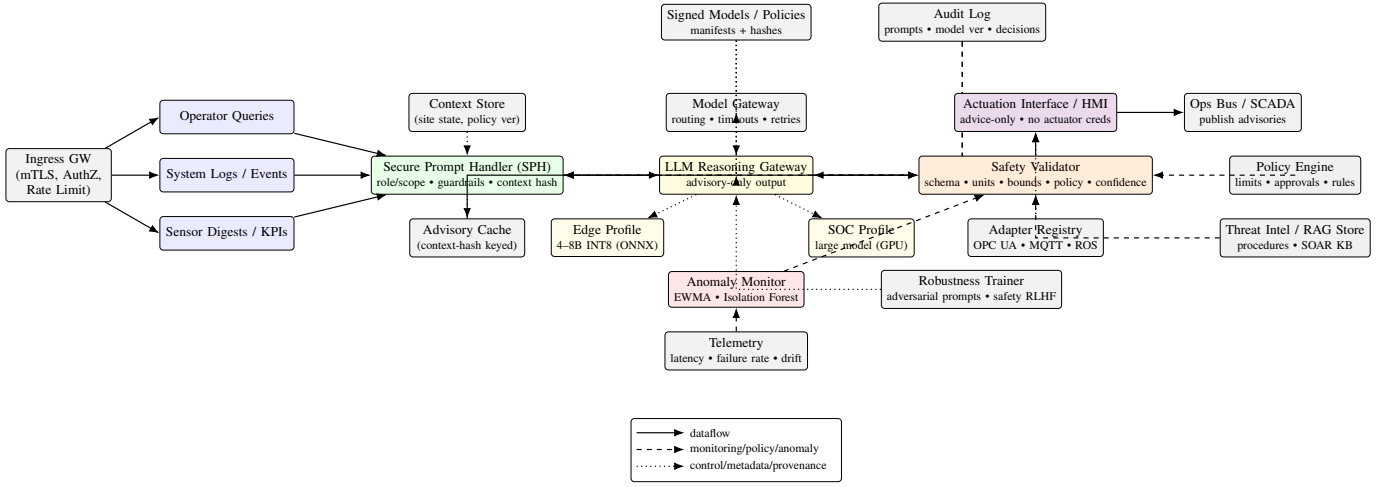 Signed Models / Policies
manifests + hashes
Audit Log
prompts • model ver • decisions
Operator Queries
Context Store
(site state, policy ver)
Model Gateway
routing • timeouts • retries
Actuation Interface / HMI
advice-only • no actuator creds
Ops Bus / SCADA
publish advisories
Ingress GW
(mTLS, AuthZ,
Rate Limit)
System Logs / Events
Secure Prompt Handler (SPH)
role/scope • guardrails • context hash
LLM Reasoning Gateway
advisory-only output
Safety Validator
schema • units • bounds • policy • confidence
Policy Engine
limits • approvals • rules
Sensor Digests / KPIs
Advisory Cache
(context-hash keyed)
Edge Profile
4–8B INT8 (ONNX)
SOC Profile
large model (GPU)
Adapter Registry
OPC UA • MQTT • ROS
Threat Intel / RAG Store
procedures • SOAR KB
Anomaly Monitor
EWMA • Isolation Forest
Robustness Trainer
adversarial prompts • safety RLHF
Telemetry
latency • failure rate • drift
dataflow
monitoring/policy/anomaly
control/metadata/provenance